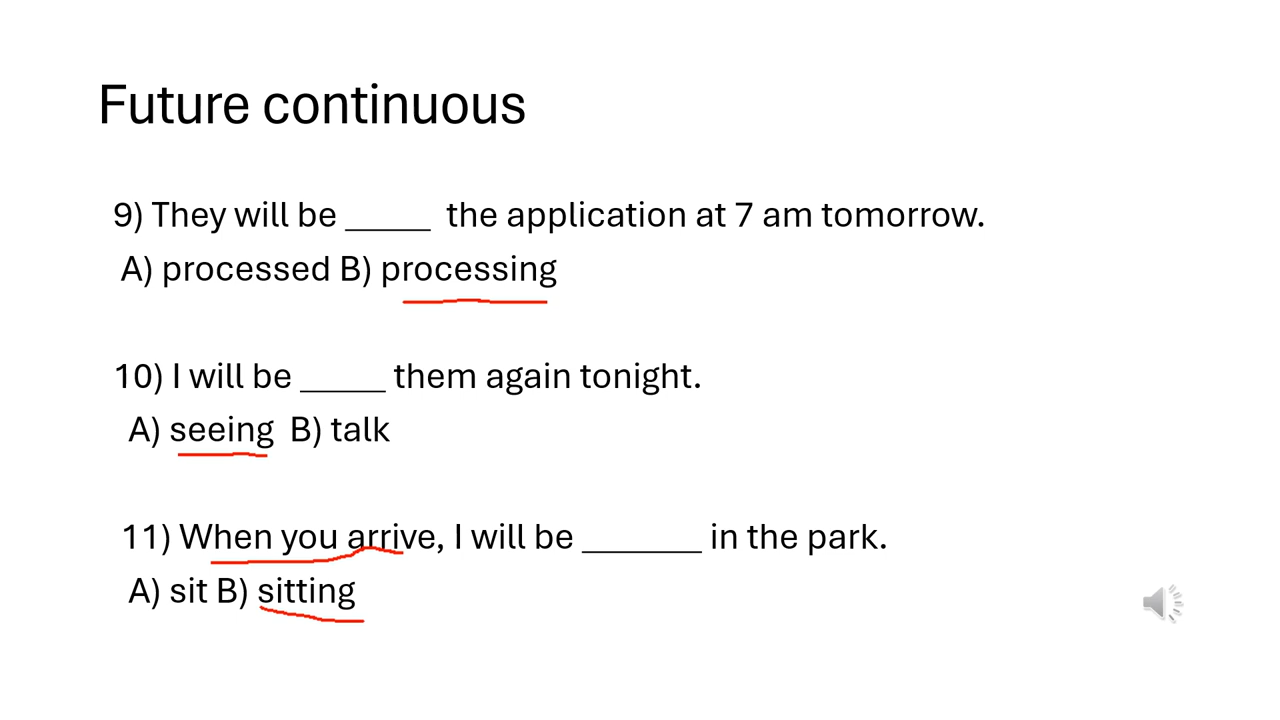 Future continuous
9) They will be _____ the application at 7 am tomorrow.
A) processed B) processing
10) I will be _____ them again tonight.
A) seeing B) talk
11) When you arrive, I will be _______ in the park.
A) sit B) sitting